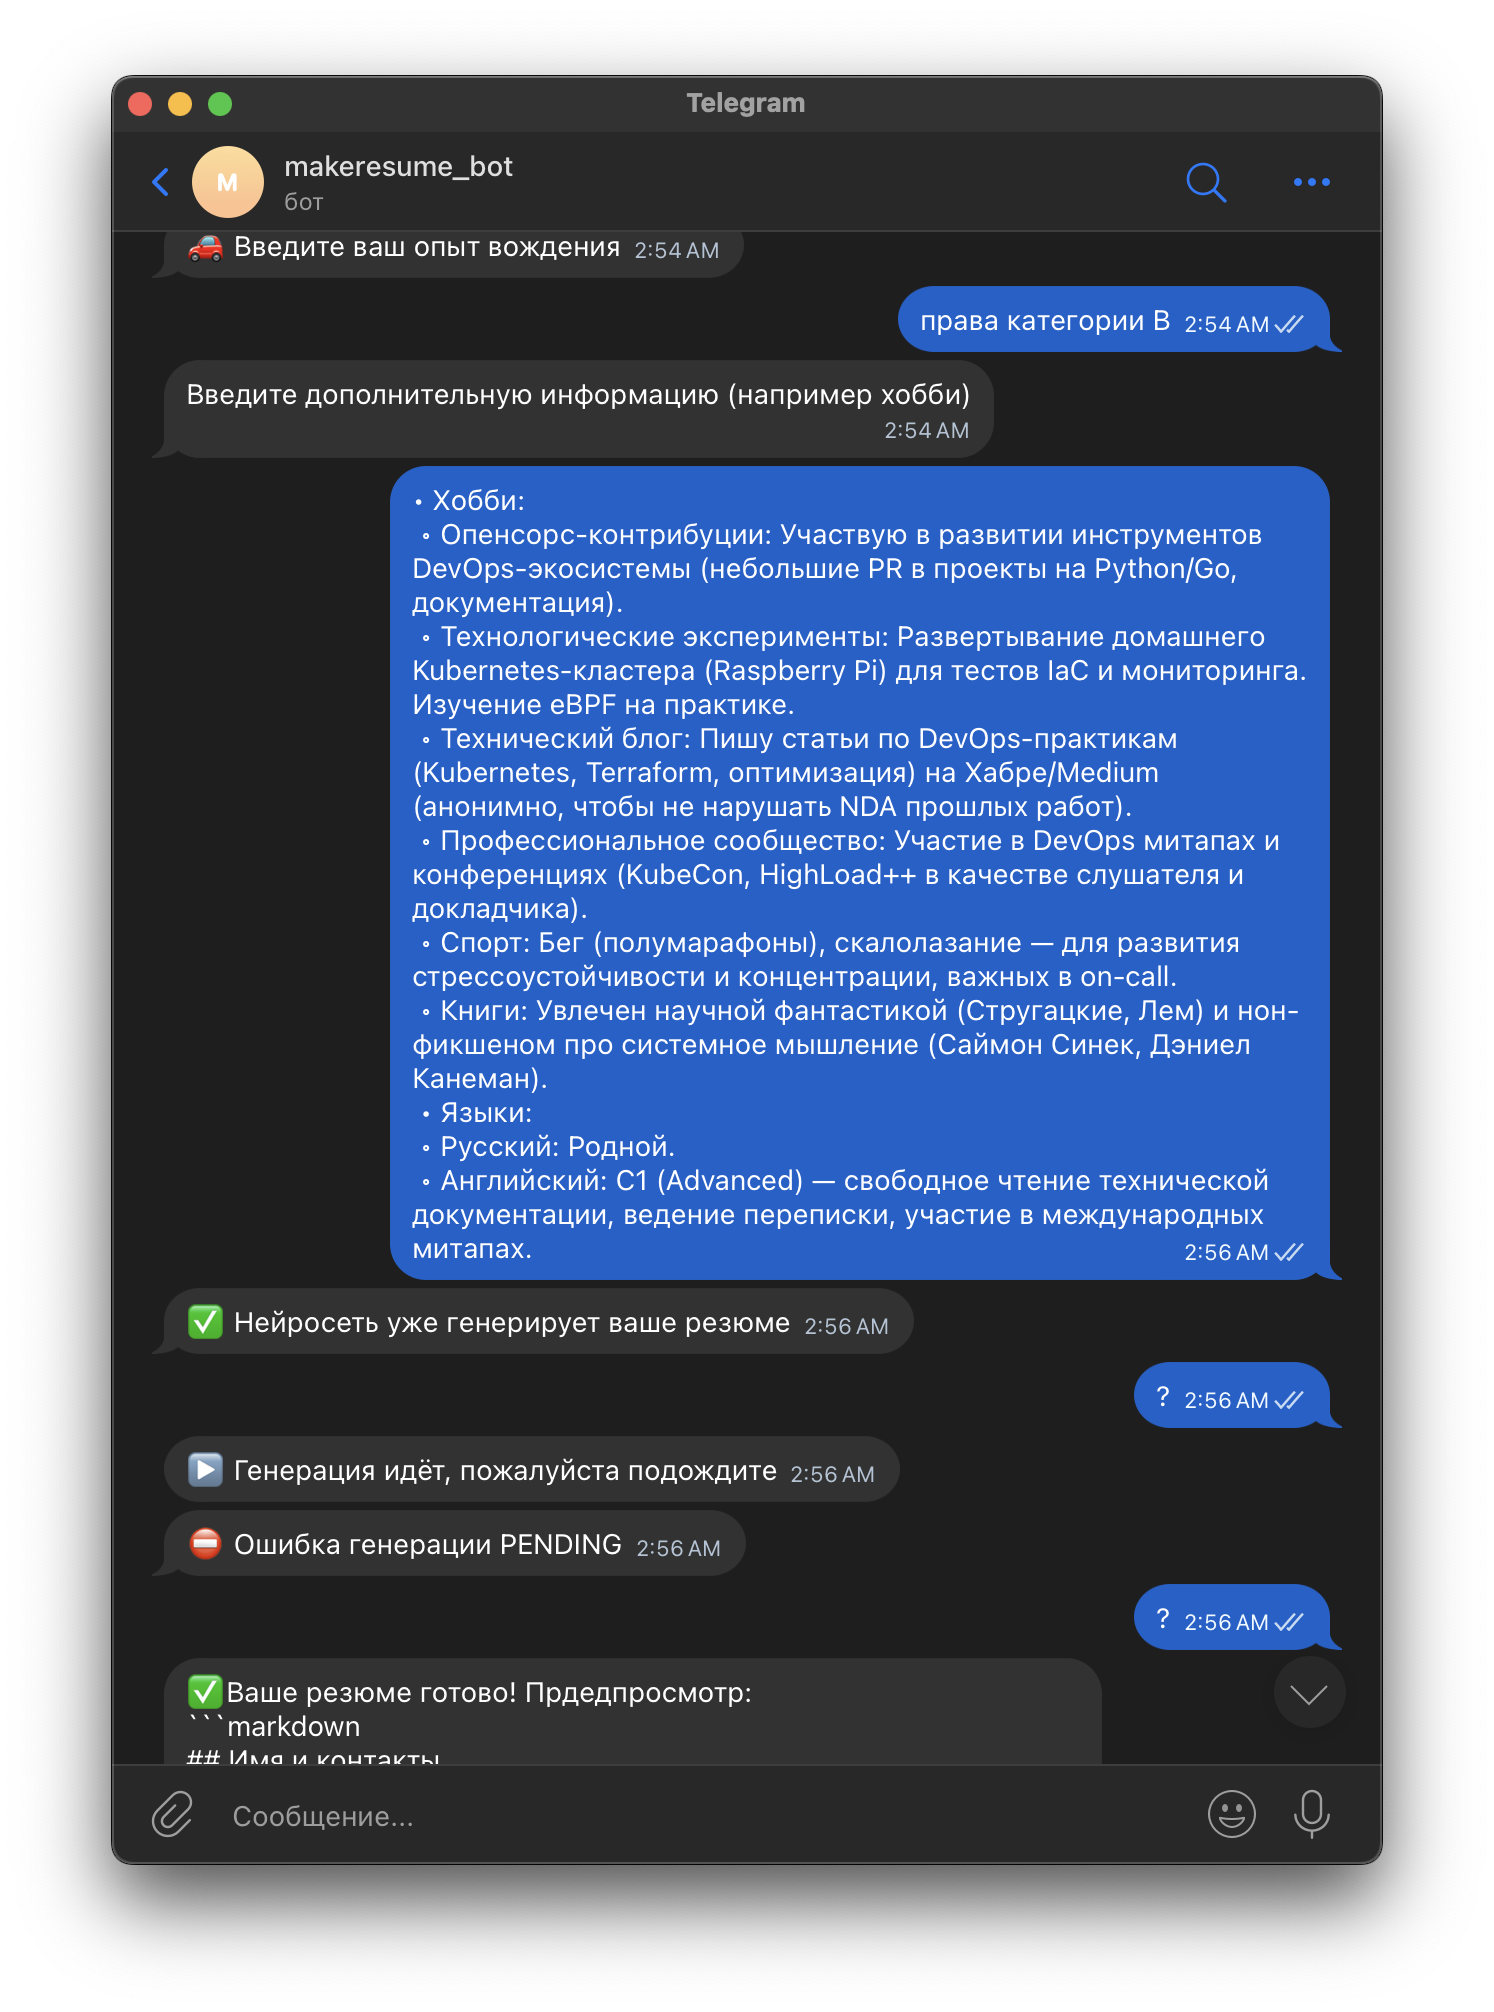 Telegram
M
makeresume_bot
бот
🚗 Введите ваш опыт вождения 2:54 AM
права категории В 2:54 AM
Введите дополнительную информацию (например хобби)
2:54 AM
• Хобби:
◦ Опенсорс-контрибуции: Участвую в развитии инструментов
DevOps-экосистемы (небольшие PR в проекты на Python/Go,
документация).
◦ Технологические эксперименты: Развертывание домашнего
Kubernetes-кластера (Raspberry Pi) для тестов IaC и мониторинга.
Изучение eBPF на практике.
◦ Технический блог: Пишу статьи по DevOps-практикам
(Kubernetes, Terraform, оптимизация) на Хабре/Medium
(анонимно, чтобы не нарушать NDA прошлых работ).
◦ Профессиональное сообщество: Участие в DevOps митапах и
конференциях (KubeCon, HighLoad++ в качестве слушателя и
докладчика).
◦ Спорт: Бег (полумарафоны), скалолазание — для развития
стрессоустойчивости и концентрации, важных в on-call.
◦ Книги: Увлечен научной фантастикой (Стругацкие, Лем) и нон-
фикшеном про системное мышление (Саймон Синек, Дэниел
Канеман).
• Языки:
◦ Русский: Родной.
◦ Английский: C1 (Advanced) — свободное чтение технической
документации, ведение переписки, участие в международных
митапах. 2:56 AM
✅ Нейросеть уже генерирует ваше резюме 2:56 AM
? 2:56 AM
▶️ Генерация идёт, пожалуйста подождите 2:56 AM
⛔ Ошибка генерации PENDING 2:56 AM
? 2:56 AM
✅Ваше резюме готово! Прдедпросмотр:
```markdown
## Имя и контакты
Сообщение...